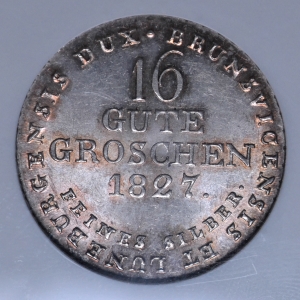 BRUNSVICENSIS ET LUNEBURGENSIS DUX •
16
GUTE
GROSCHEN
1827.
FEINES SILBER.